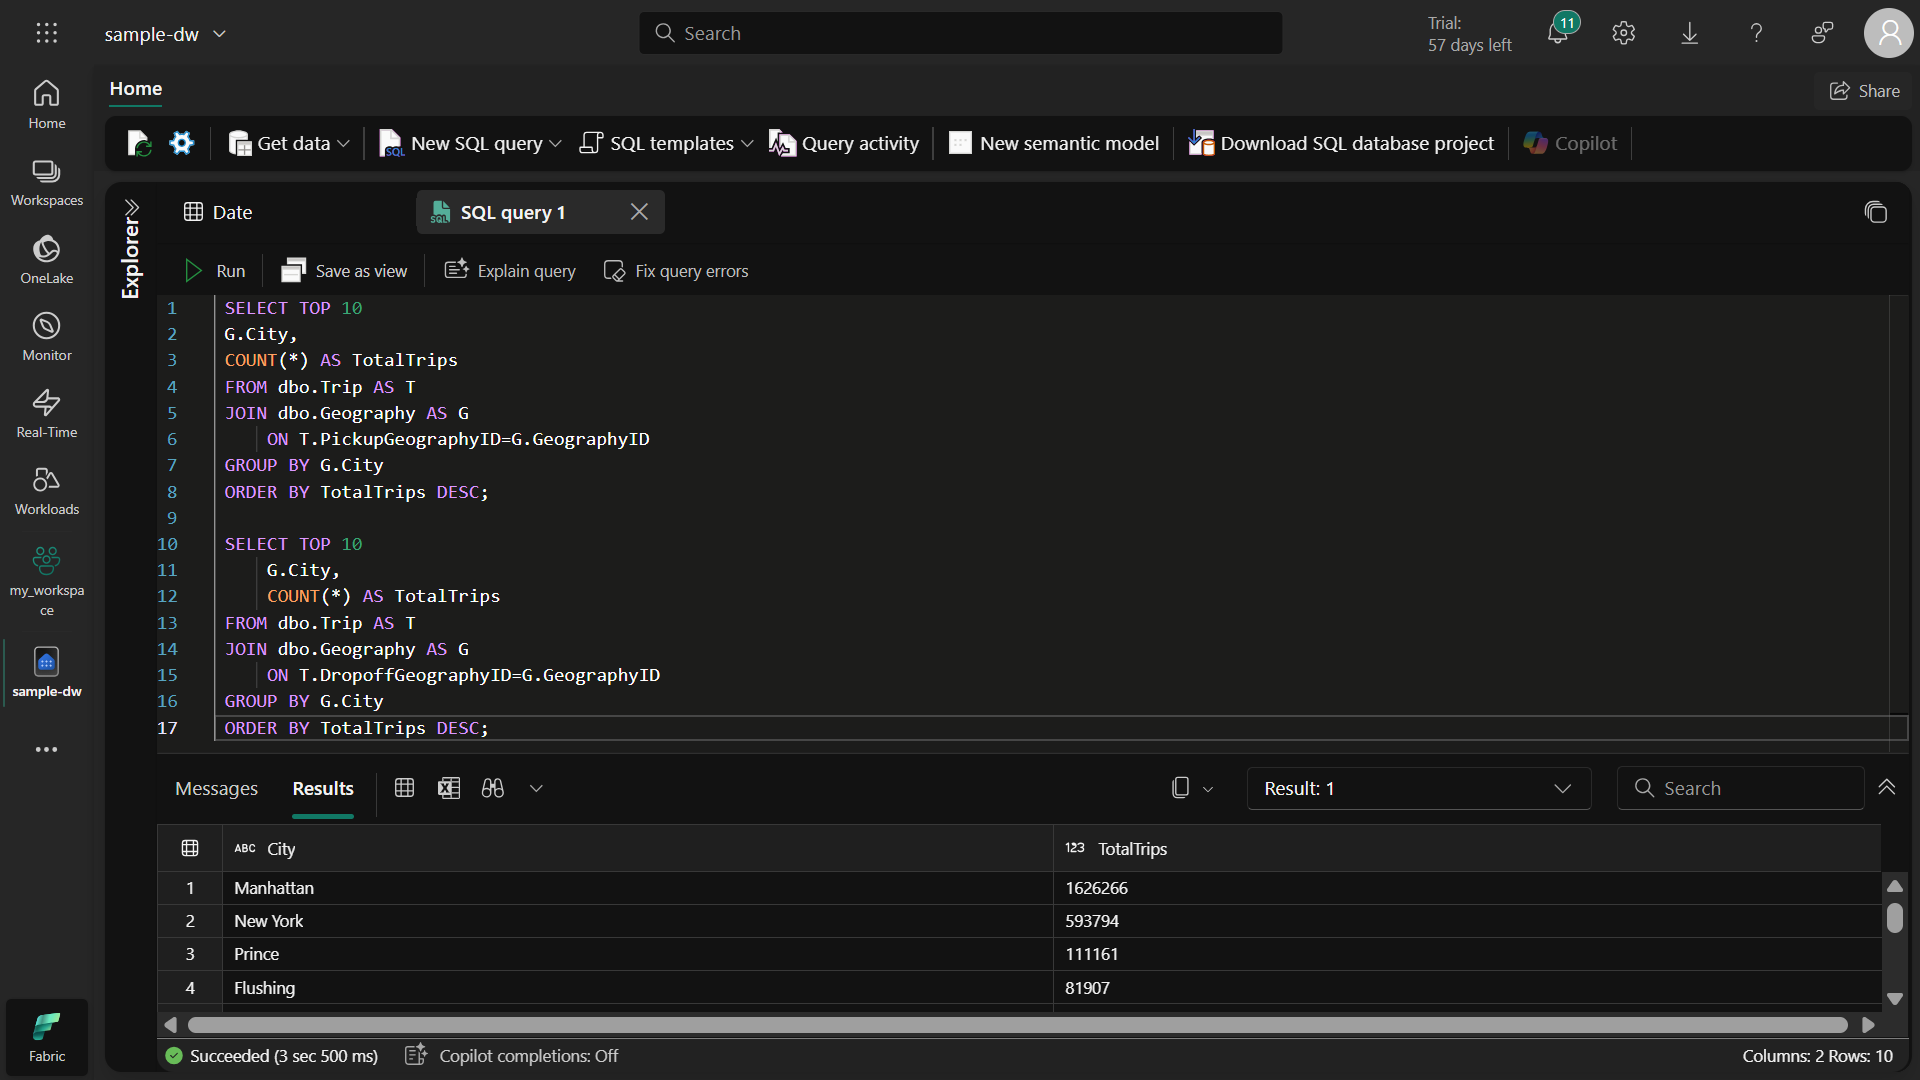 sample-dw
Search
Trial:
57 days left
11
Home
Share
Get data
New SQL query
SQL templates
Query activity
New semantic model
Download SQL database project
Copilot
Home
Workspaces
OneLake
Monitor
Real-Time
Workloads
my_workspa
ce
sample-dw
Fabric
Explorer
Date
SQL query 1
Run
Save as view
Explain query
Fix query errors
1 SELECT TOP 10
2 G.City,
3 COUNT(*) AS TotalTrips
4 FROM dbo.Trip AS T
5 JOIN dbo.Geography AS G
6 ON T.PickupGeographyID=G.GeographyID
7 GROUP BY G.City
8 ORDER BY TotalTrips DESC;
9
10 SELECT TOP 10
11 G.City,
12 COUNT(*) AS TotalTrips
13 FROM dbo.Trip AS T
14 JOIN dbo.Geography AS G
15 ON T.DropoffGeographyID=G.GeographyID
16 GROUP BY G.City
17 ORDER BY TotalTrips DESC;
Messages
Results
Result: 1
Search
ABC City
123 TotalTrips
1 Manhattan 1626266
2 New York 593794
3 Prince 111161
4 Flushing 81907
Succeeded (3 sec 500 ms)
Copilot completions: Off
Columns: 2 Rows: 10